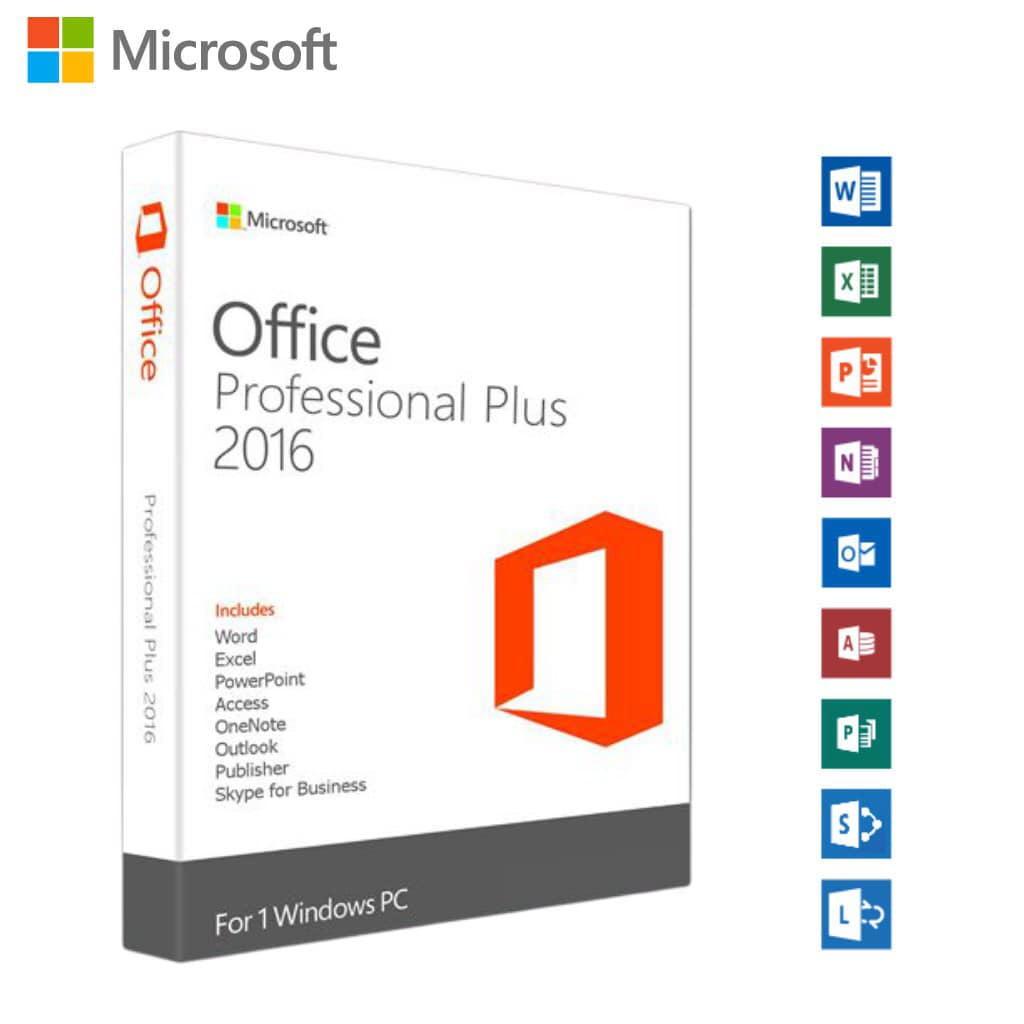 Microsoft
Office
Professional Plus 2016
Microsoft
Office
Professional Plus
2016
Includes
Word
Excel
PowerPoint
Access
OneNote
Outlook
Publisher
Skype for Business
For 1 Windows PC
W
X
P
N
O
A
P
S
L